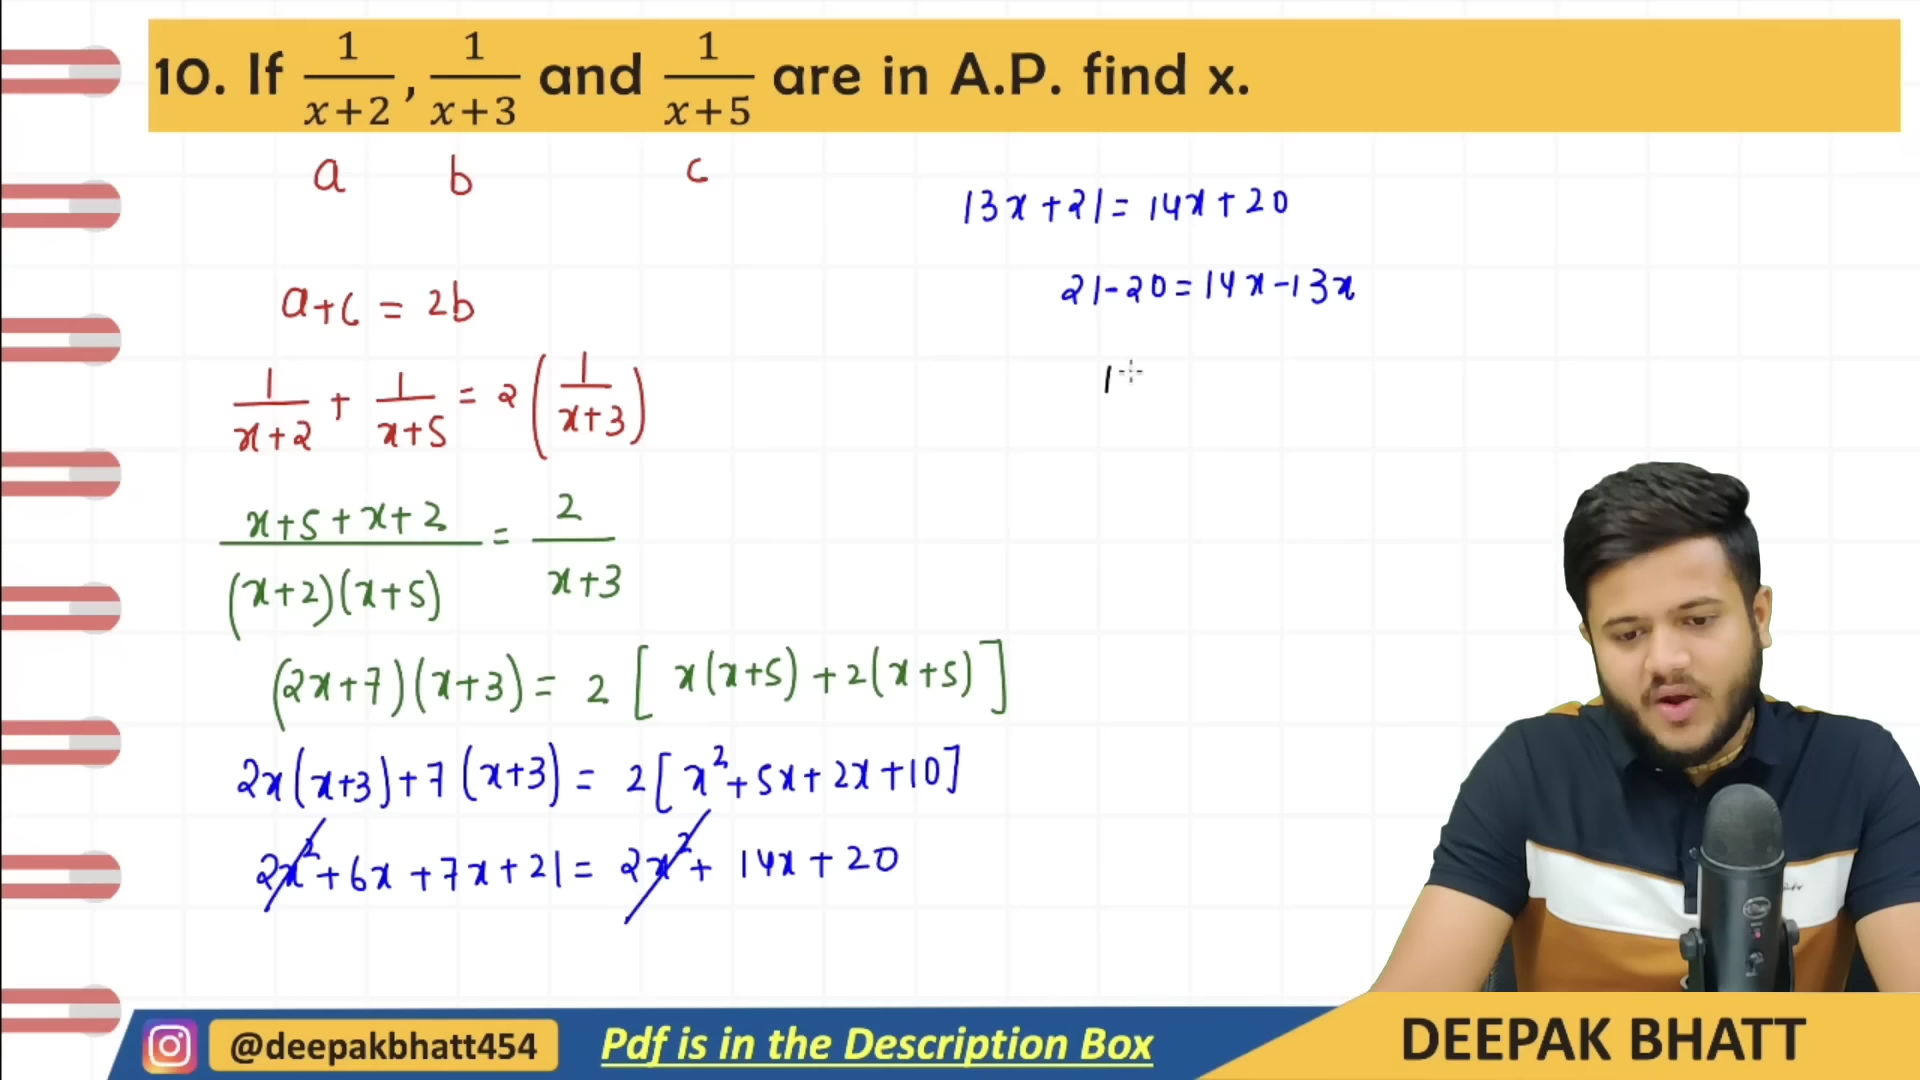 10. If 1/(x+2), 1/(x+3) and 1/(x+5) are in A.P. find x.
a b c
a+c = 2b
1/(x+2) + 1/(x+5) = 2(1/(x+3))
(x+5+x+2)/((x+2)(x+5)) = 2/(x+3)
(2x+7)(x+3) = 2[x(x+5)+2(x+5)]
2x(x+3)+7(x+3) = 2[x²+5x+2x+10]
2x²+6x+7x+21 = 2x²+14x+20
13x+21 = 14x+20
21-20 = 14x-13x
1
@deepakbhatt454
Pdf is in the Description Box
DEEPAK BHATT